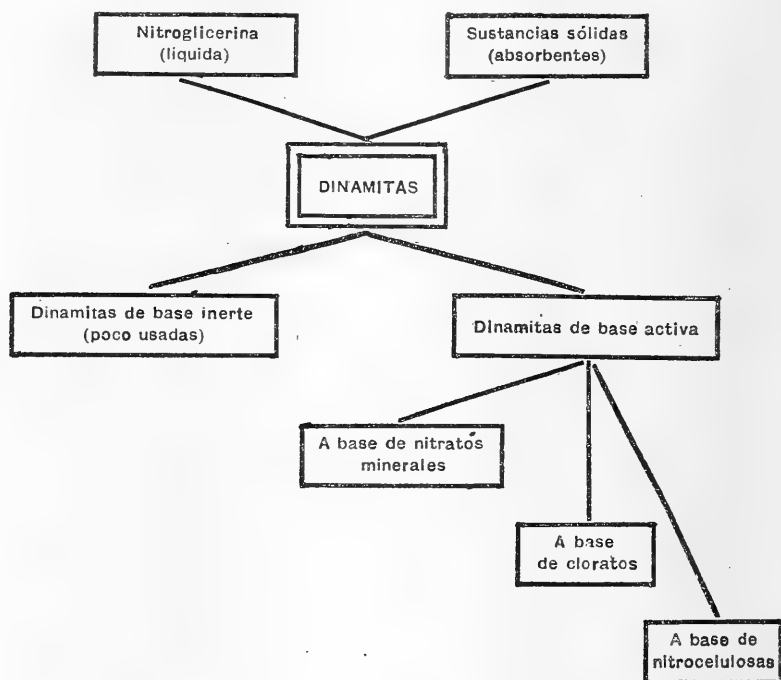 Nitroglicerina
(líquida)
Sustancias sólidas
(absorbentes)
DINAMITAS
Dinamitas de base inerte
(poco usadas)
Dinamitas de base activa
A base de nitratos
minerales
A base
de cloratos
A base de
nitrocelulosas